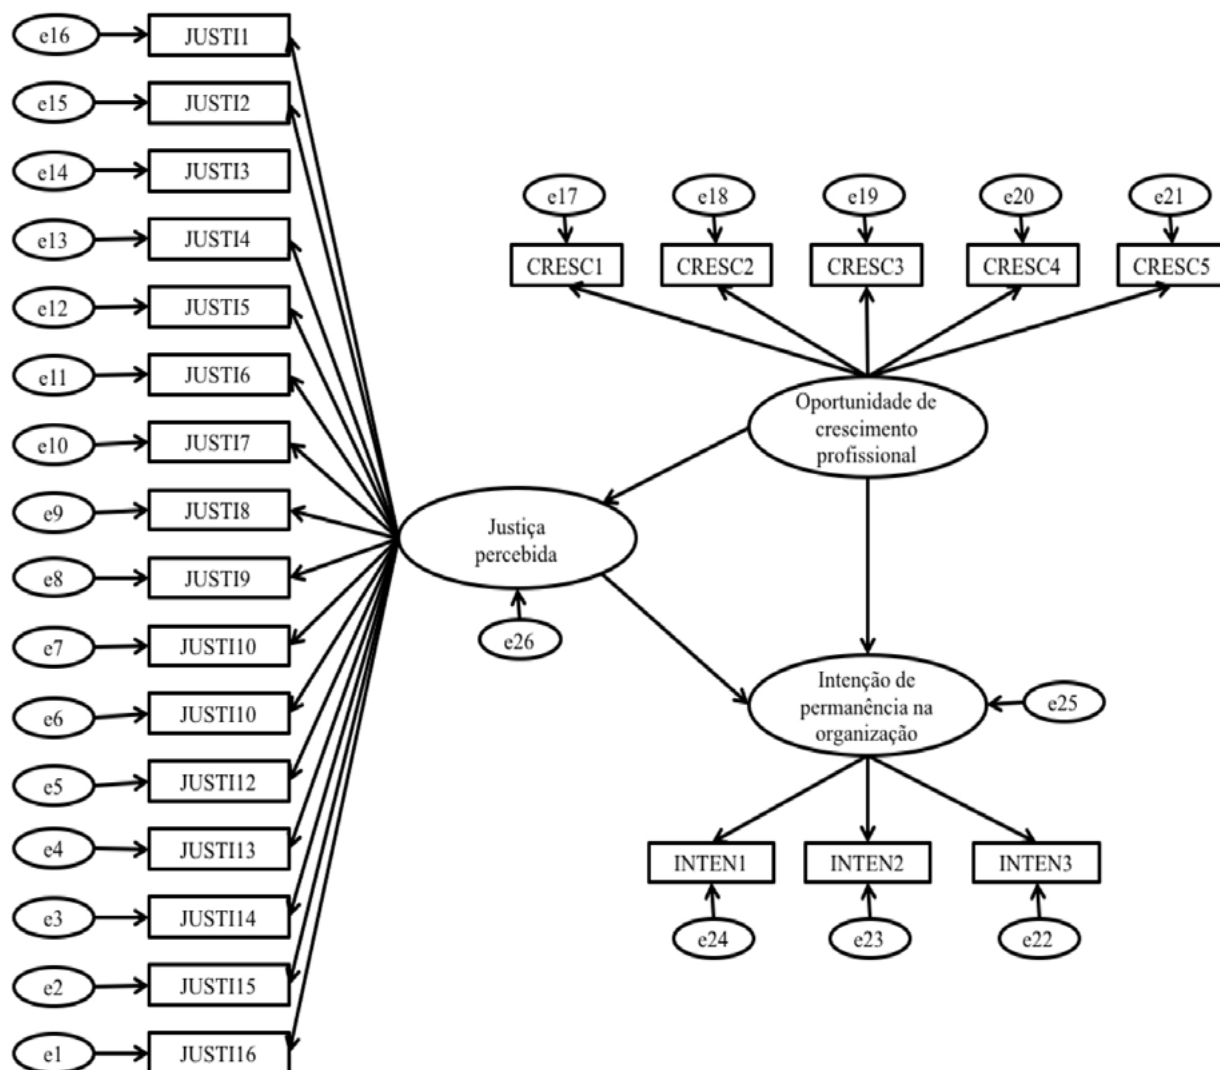 e16
JUSTI1
e15
JUSTI2
e14
JUSTI3
e13
JUSTI4
e12
JUSTI5
e11
JUSTI6
e10
JUSTI7
e9
JUSTI8
e8
JUSTI9
e7
JUSTI10
e6
JUSTI10
e5
JUSTI12
e4
JUSTI13
e3
JUSTI14
e2
JUSTI15
e1
JUSTI16
e17
e18
e19
e20
e21
CRESC1
CRESC2
CRESC3
CRESC4
CRESC5
Oportunidade de
crescimento
profissional
Justiça
percebida
e26
Intenção de
permanência na
organização
e25
INTEN1
INTEN2
INTEN3
e24
e23
e22